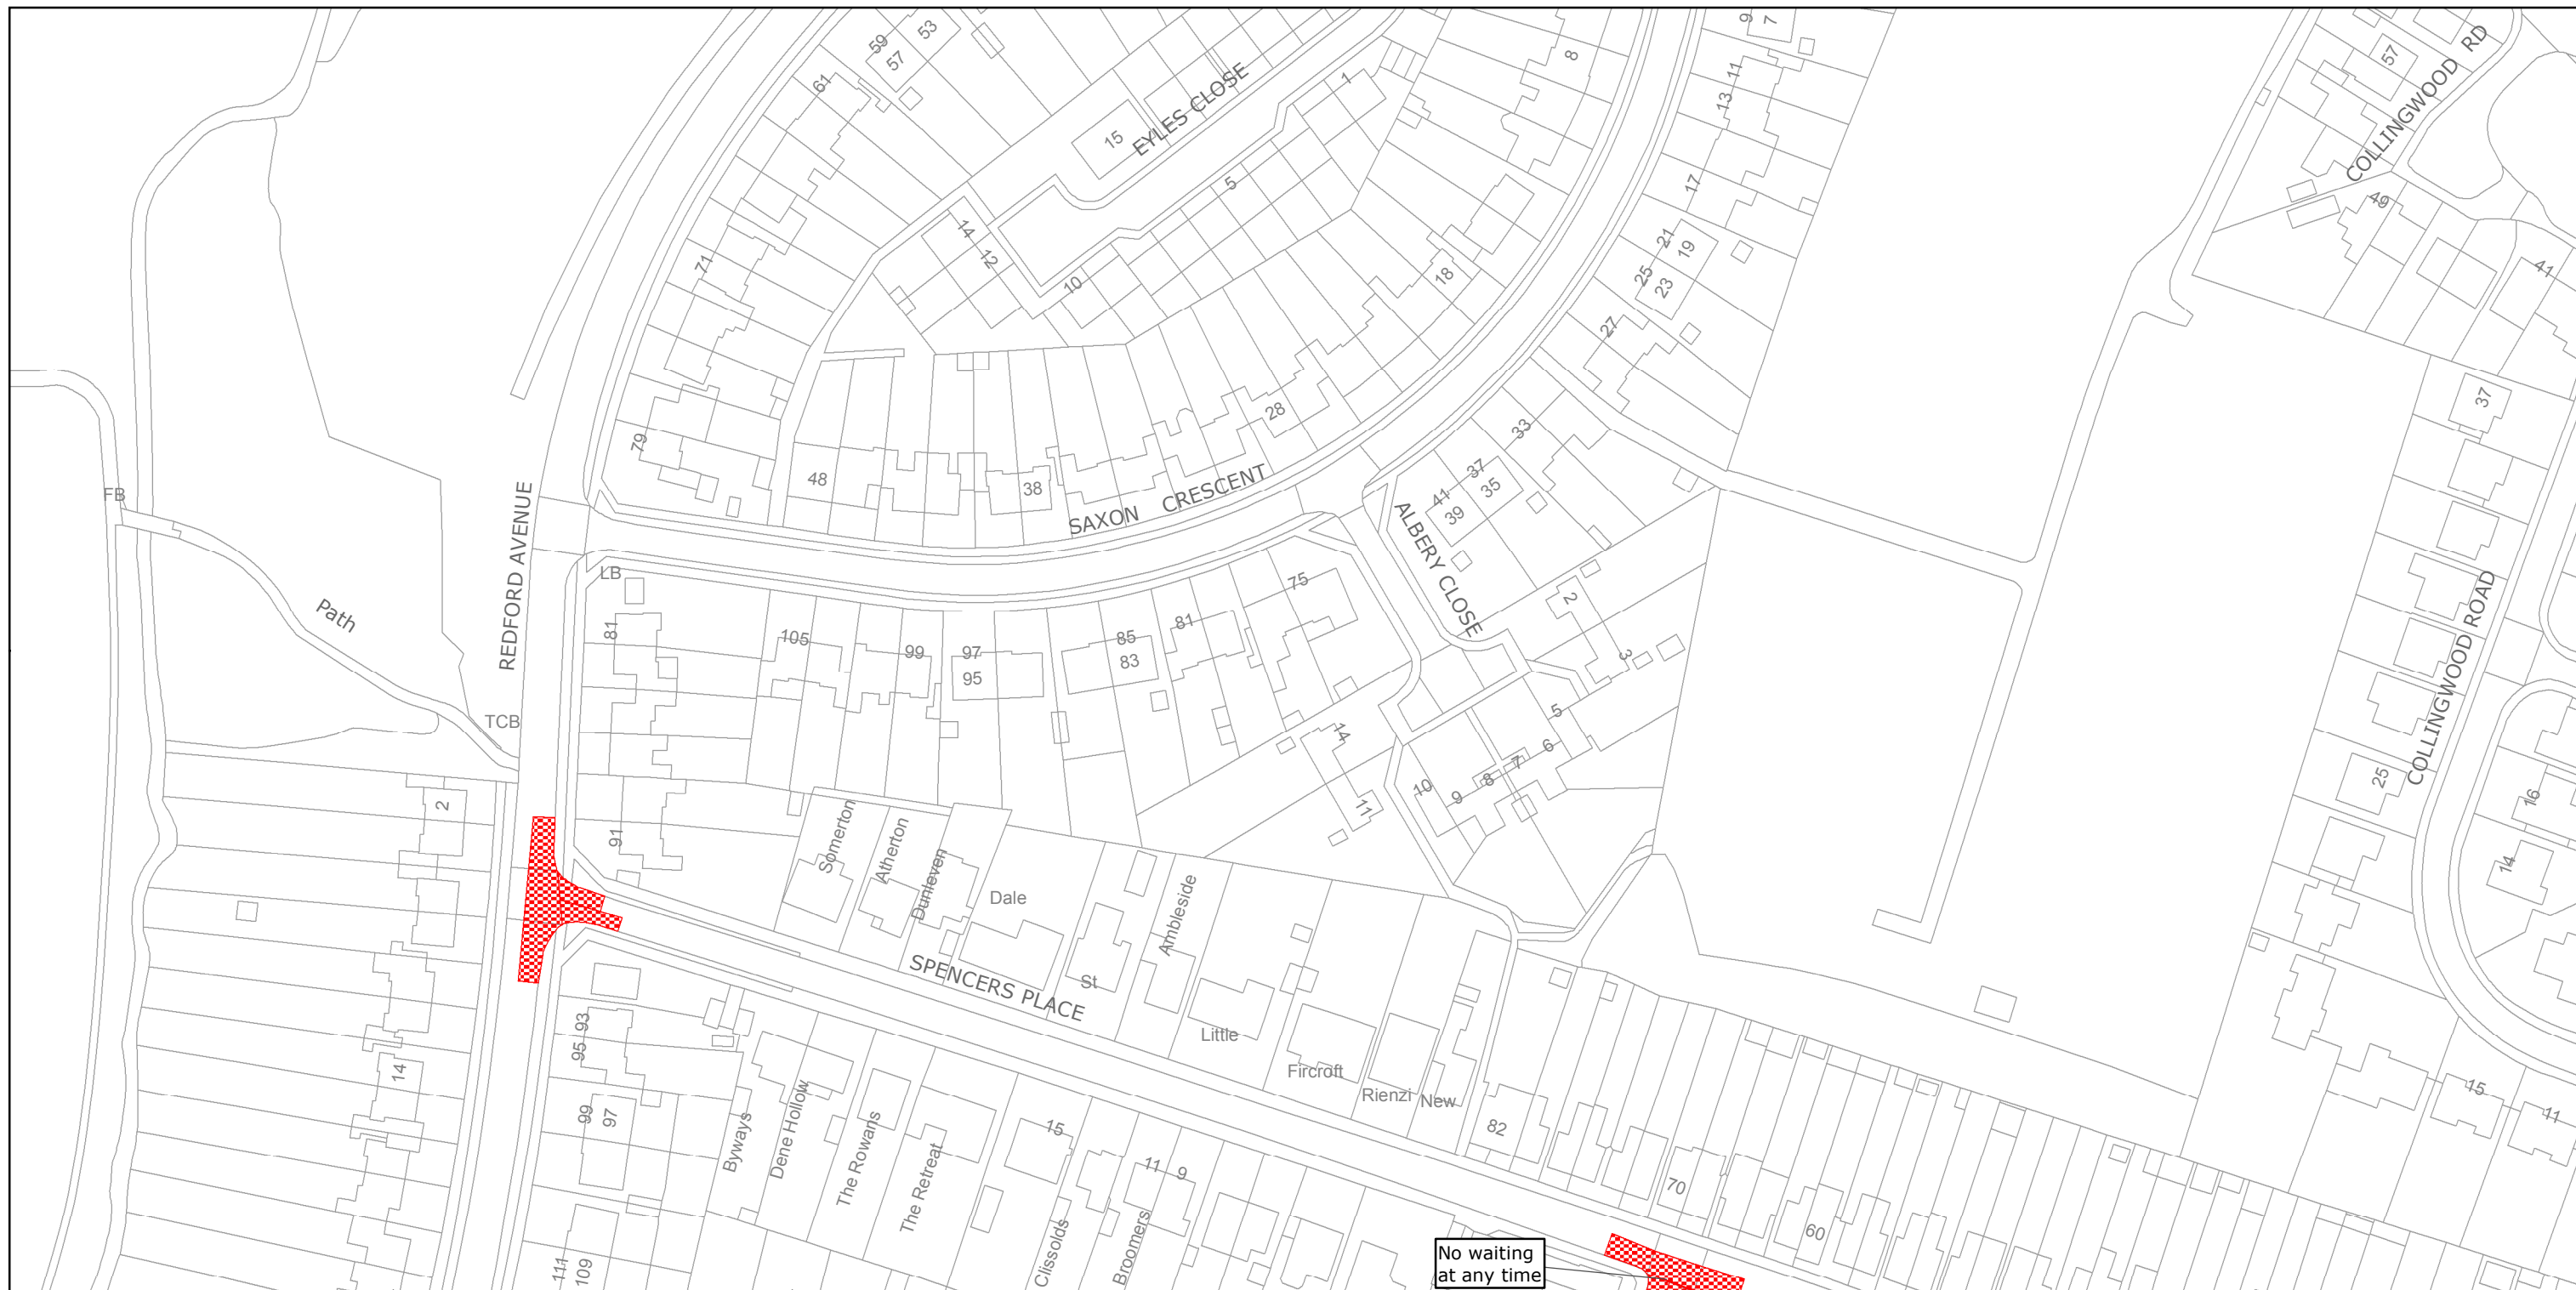 59
53
57
61
EYLES CLOSE
15
1
8
9
7
11
13
57
COLLINGWOOD RD
71
14
12
5
10
17
18
21
19
25
23
27
49
41
37
79
48
38
28
SAXON CRESCENT
33
37
35
41
39
ALBERY CLOSE
FB
REDFORD AVENUE
LB
Path
TCB
81
105
99
97
95
85
83
81
75
2
3
COLLINGWOOD ROAD
25
16
14
14
11
5
6
7
8
9
10
2
91
Somerton
Atherton
Dunleven
Dale
St
Ambleside
SPENCERS PLACE
Little
Fircroft
Rienzi
New
82
93
95
14
99
97
Byways
Dene Hollow
The Rowans
The Retreat
15
11
9
Clissolds
Broomers
70
60
15
11
111
109
No waiting
at any time